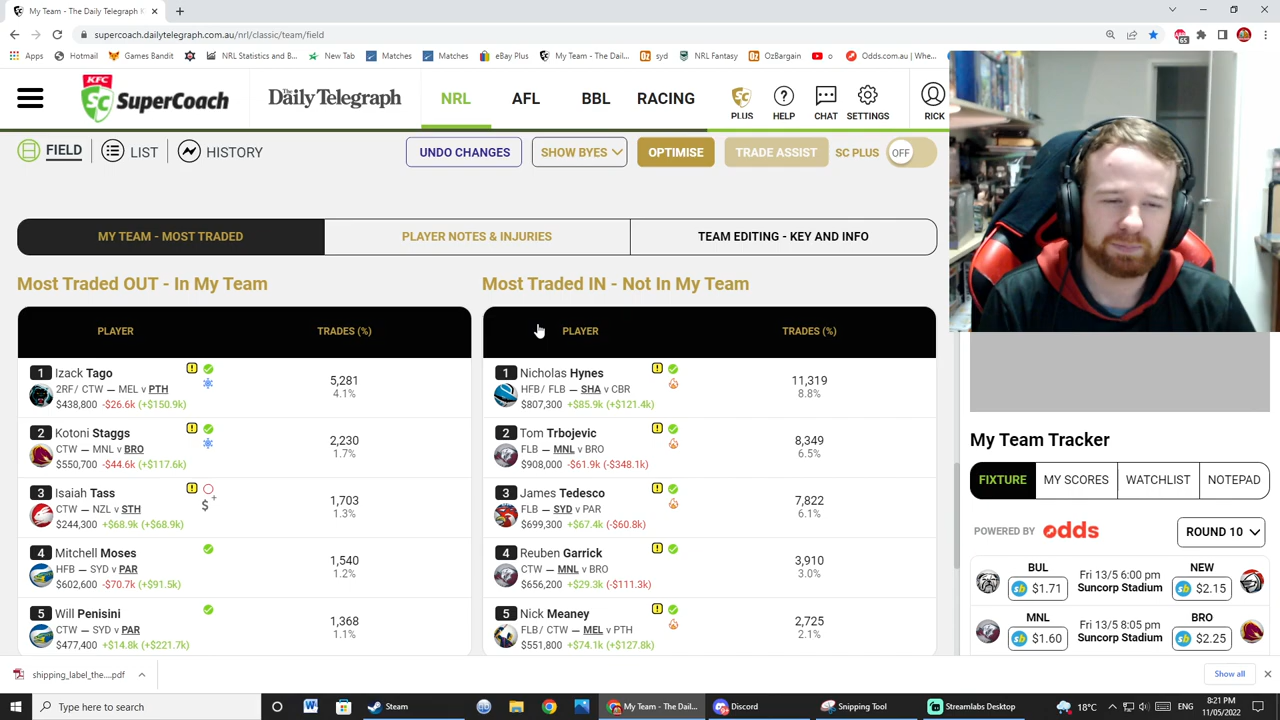 My Team - The Daily Telegraph K
supercoach.dailytelegraph.com.au/nrl/classic/team/field
65
Apps Hotmail Games Bandit NRL Statistics and B... New Tab Matches Matches eBay Plus My Team - The Dail... syd NRL Fantasy OzBargain o Odds.com.au | Whe...
KFC SC SuperCoach The Daily Telegraph NRL AFL BBL RACING SC PLUS HELP CHAT SETTINGS RICK
FIELD LIST HISTORY UNDO CHANGES SHOW BYES OPTIMISE TRADE ASSIST SC PLUS OFF
MY TEAM - MOST TRADED PLAYER NOTES & INJURIES TEAM EDITING - KEY AND INFO
Most Traded OUT - In My Team
PLAYER TRADES (%)
1 Izack Tago
2RF/ CTW — MEL v PTH
$438,800 -$26.6k (+$150.9k)
5,281
4.1%
2 Kotoni Staggs
CTW — MNL v BRO
$550,700 -$44.6k (+$117.6k)
2,230
1.7%
3 Isaiah Tass
CTW — NZL v STH
$244,300 +$68.9k (+$68.9k)
1,703
1.3%
4 Mitchell Moses
HFB — SYD v PAR
$602,600 -$70.7k (+$91.5k)
1,540
1.2%
5 Will Penisini
CTW — SYD v PAR
$477,400 +$14.8k (+$221.7k)
1,368
1.1%
Most Traded IN - Not In My Team
PLAYER TRADES (%)
1 Nicholas Hynes
HFB/ FLB — SHA v CBR
$807,300 +$85.9k (+$121.4k)
11,319
8.8%
2 Tom Trbojevic
FLB — MNL v BRO
$908,000 -$61.9k (-$348.1k)
8,349
6.5%
3 James Tedesco
FLB — SYD v PAR
$699,300 +$67.4k (-$60.8k)
7,822
6.1%
4 Reuben Garrick
CTW — MNL v BRO
$656,200 +$29.3k (-$111.3k)
3,910
3.0%
5 Nick Meaney
FLB/ CTW — MEL v PTH
$551,800 +$74.1k (+$127.8k)
2,725
2.1%
My Team Tracker
FIXTURE MY SCORES WATCHLIST NOTEPAD
POWERED BY odds ROUND 10
BUL Fri 13/5 6:00 pm NEW
sb $1.71 Suncorp Stadium sb $2.15
MNL Fri 13/5 8:05 pm BRO
sb $1.60 Suncorp Stadium sb $2.25
shipping_label_the....pdf Show all
Type here to search Steam My Team - The Dail... Discord Snipping Tool Streamlabs Desktop 18°C ENG 8:21 PM
11/05/2022